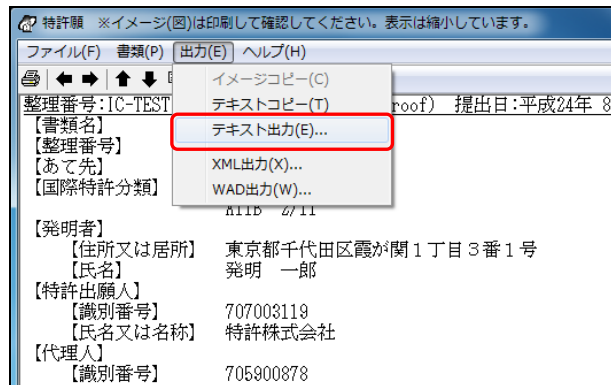 特許願　※イメージ(図)は印刷して確認してください。表示は縮小しています。
ファイル(F)　書類(P)　出力(E)　ヘルプ(H)
イメージコピー(C)
テキストコピー(T)
テキスト出力(E)...
XML出力(X)...
WAD出力(W)...
整理番号:IC-TEST　roof)　提出日:平成24年 8
【書類名】
【整理番号】
【あて先】
【国際特許分類】
【発明者】
【住所又は居所】　東京都千代田区霞が関１丁目３番１号
【氏名】　発明　一郎
【特許出願人】
【識別番号】　707003119
【氏名又は名称】　特許株式会社
【代理人】
【識別番号】　705900878